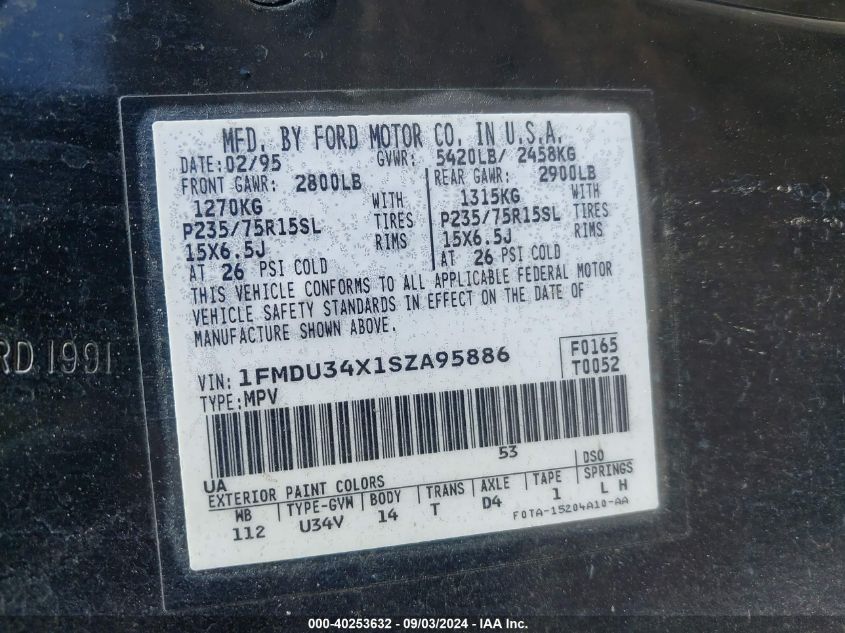 MFD. BY FORD MOTOR CO. IN U.S.A.
DATE: 02/95 GVWR: 5420LB/ 2458KG
FRONT GAWR: 2800LB REAR GAWR: 2900LB
1270KG WITH 1315KG WITH
P235/75R15SL TIRES P235/75R15SL TIRES
15X6.5J RIMS 15X6.5J RIMS
AT 26 PSI COLD AT 26 PSI COLD
THIS VEHICLE CONFORMS TO ALL APPLICABLE FEDERAL MOTOR
VEHICLE SAFETY STANDARDS IN EFFECT ON THE DATE OF
MANUFACTURE SHOWN ABOVE.
RD 1991
VIN: 1FMDU34X1SZA95886 F0165
TYPE: MPV T0052
53
UA
EXTERIOR PAINT COLORS DSO
WB TYPE-GVW BODY TRANS AXLE TAPE SPRINGS
112 U34V 14 T D4 1 L H
F0TA-15204A10-AA
000-40253632 - 09/03/2024 - IAA Inc.